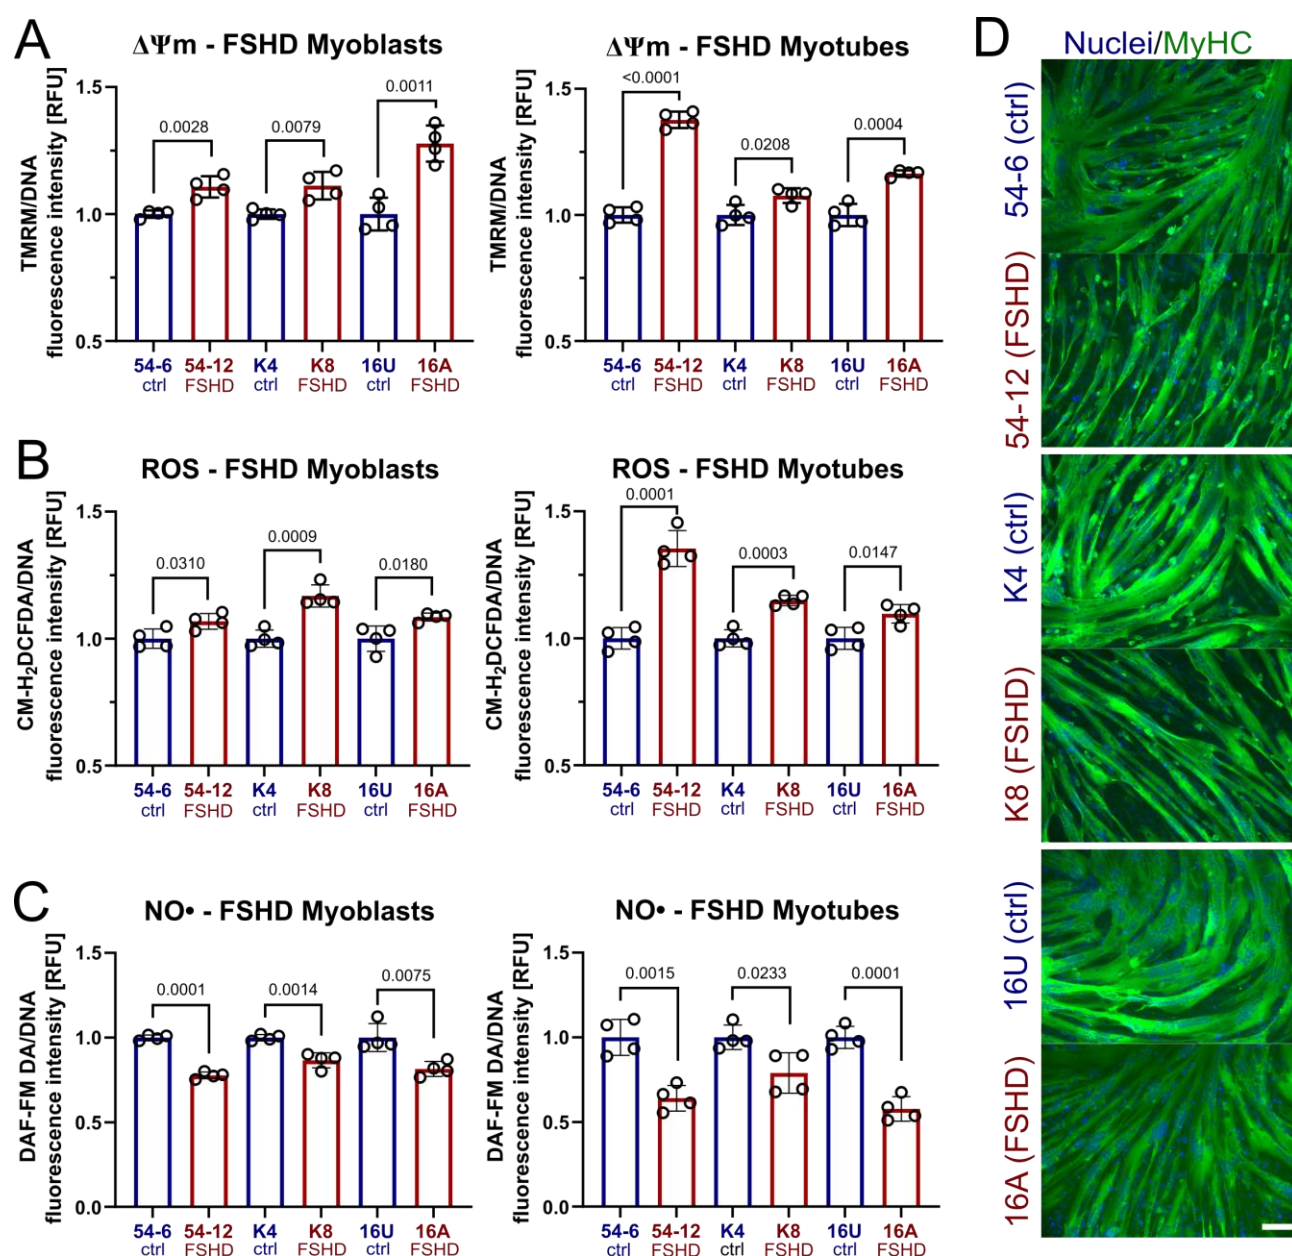 A
ΔΨm - FSHD Myoblasts
TMRM/DNA
fluorescence intensity [RFU]
1.5
1.0
0.5
0.0028
0.0079
0.0011
54-6 54-12 K4 K8 16U 16A
ctrl FSHD ctrl FSHD ctrl FSHD
ΔΨm - FSHD Myotubes
TMRM/DNA
fluorescence intensity [RFU]
1.5
1.0
0.5
<0.0001
0.0208
0.0004
54-6 54-12 K4 K8 16U 16A
ctrl FSHD ctrl FSHD ctrl FSHD
B
ROS - FSHD Myoblasts
CM-H₂DCFDA/DNA
fluorescence intensity [RFU]
1.5
1.0
0.5
0.0310
0.0009
0.0180
54-6 54-12 K4 K8 16U 16A
ctrl FSHD ctrl FSHD ctrl FSHD
ROS - FSHD Myotubes
CM-H₂DCFDA/DNA
fluorescence intensity [RFU]
1.5
1.0
0.5
0.0001
0.0003
0.0147
54-6 54-12 K4 K8 16U 16A
ctrl FSHD ctrl FSHD ctrl FSHD
C
NO• - FSHD Myoblasts
DAF-FM DA/DNA
fluorescence intensity [RFU]
1.5
1.0
0.5
0.0
0.0001
0.0014
0.0075
54-6 54-12 K4 K8 16U 16A
ctrl FSHD ctrl FSHD ctrl FSHD
NO• - FSHD Myotubes
DAF-FM DA/DNA
fluorescence intensity [RFU]
1.5
1.0
0.5
0.0
0.0015
0.0233
0.0001
54-6 54-12 K4 K8 16U 16A
ctrl FSHD ctrl FSHD ctrl FSHD
D
Nuclei/MyHC
54-6 (ctrl)
54-12 (FSHD)
K4 (ctrl)
K8 (FSHD)
16U (ctrl)
16A (FSHD)